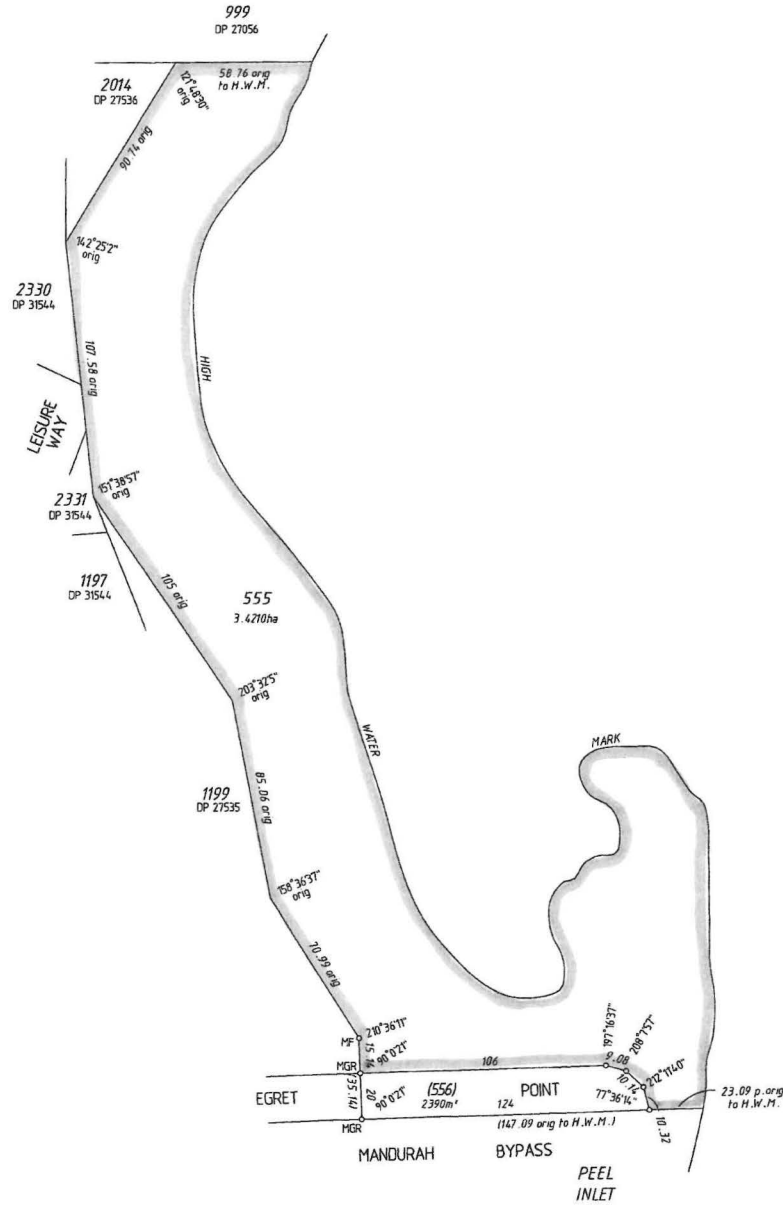 999
DP 27056
2014
DP 27536
121°48'30"
orig
58.76 orig
to H.W.M.
90.74 orig
142°25'2"
orig
2330
DP 31544
107.58 orig
HIGH
LEISURE
WAY
151°38'57"
orig
2331
DP 31544
1197
DP 31544
105 orig
555
3.4210ha
203°32'5"
orig
WATER
MARK
1199
DP 27535
85.06 orig
158°36'37"
orig
70.99 orig
210°36'11"
MF
15.14
90°0'21"
MGR
106
197°16'37"
9.08
208°7'57"
10.14
212°11'40"
EGRET
(35.14)
20
90°0'21"
(556)
2390m²
POINT
124
77°36'14"
23.09 p.orig
to H.W.M.
MGR
(147.09 orig to H.W.M.)
10.32
MANDURAH
BYPASS
PEEL
INLET